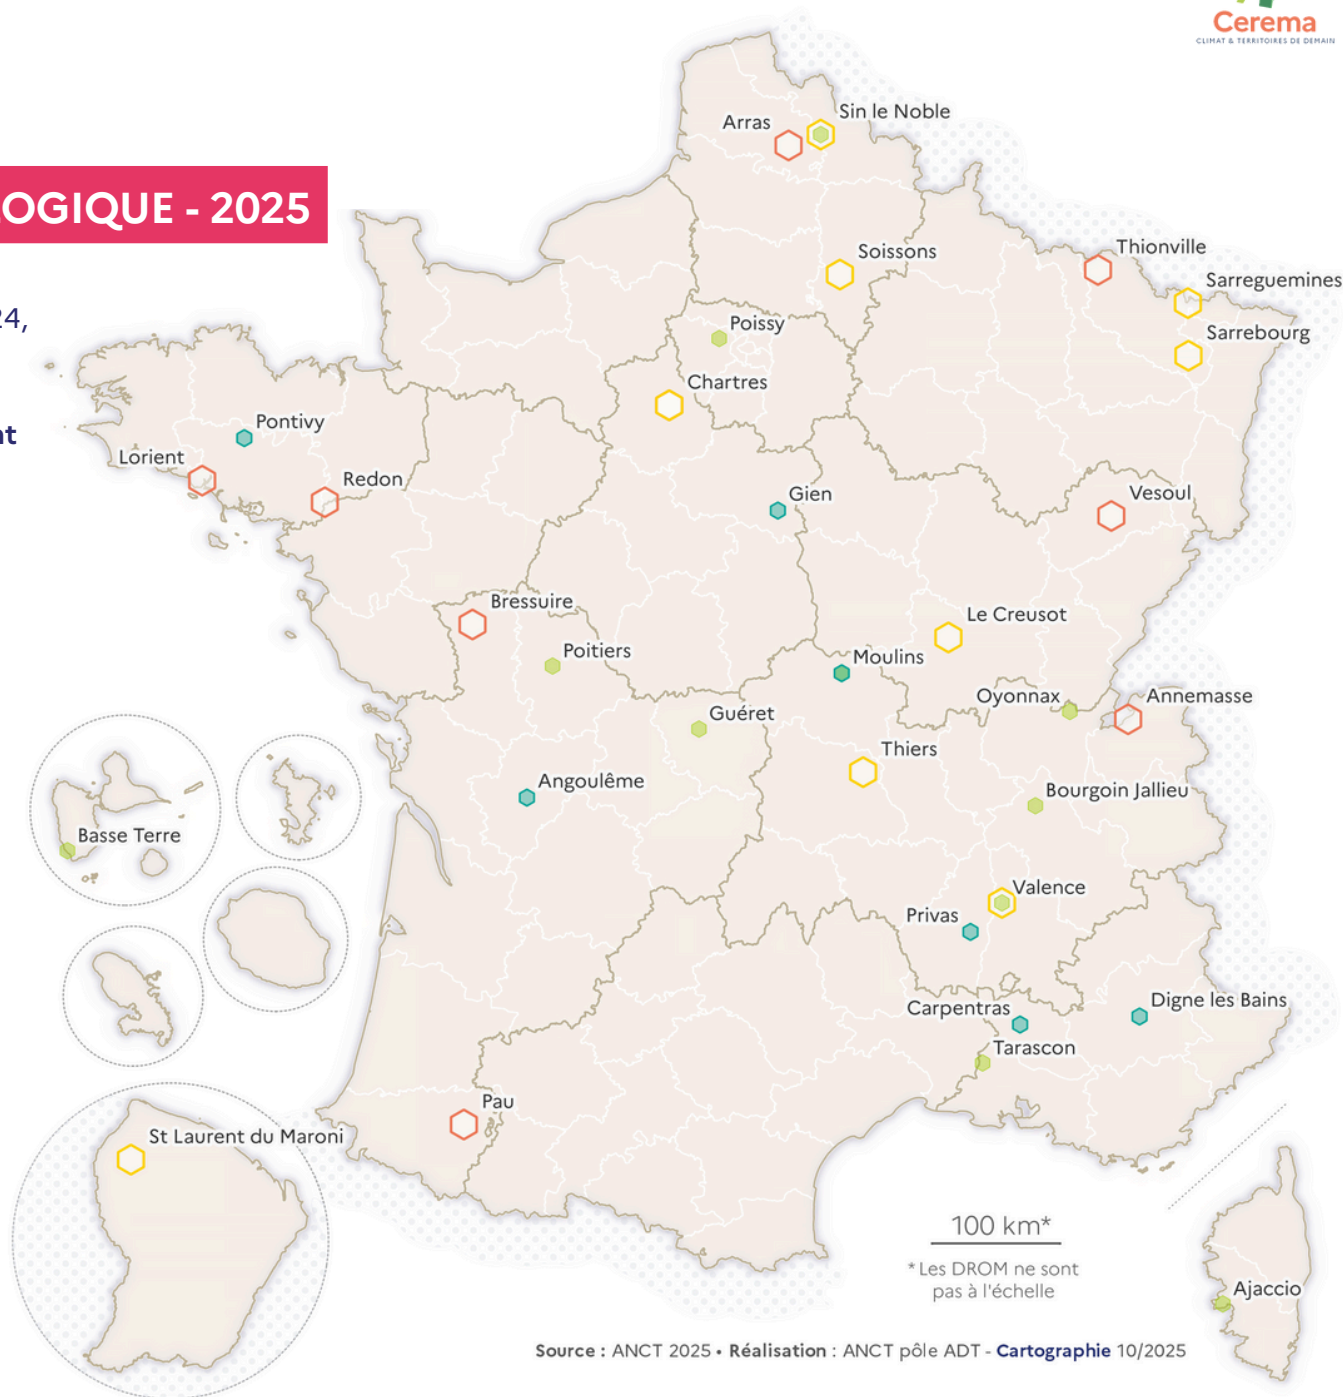 Cerema
CLIMAT & TERRITOIRES DE DEMAIN
Sin le Noble
Arras
OGIQUE - 2025
Thionville
Soissons
Sarreguemines
24,
Poissy
Sarrebourg
Chartres
Pontivy
Lorient
Redon
Gien
Vesoul
Bressuire
Le Creusot
Poitiers
Moulins
Oyonnax
Annemasse
Guéret
Thiers
Angoulême
Bourgoin Jallieu
Basse Terre
Valence
Privas
Carpentras
Digne les Bains
Tarascon
Pau
St Laurent du Maroni
100 km*
*Les DROM ne sont
pas à l'échelle
Ajaccio
Source : ANCT 2025 • Réalisation : ANCT pôle ADT - Cartographie 10/2025